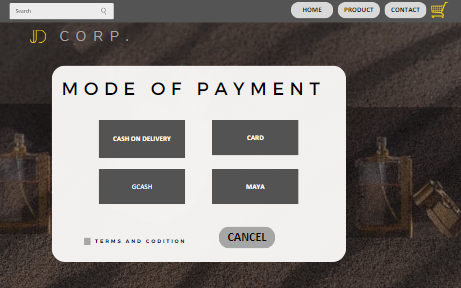 Search
HOME
PRODUCT
CONTACT
JD CORP.
MODE OF PAYMENT
CASH ON DELIVERY
CARD
GCASH
MAYA
TERMS AND CODITION
CANCEL